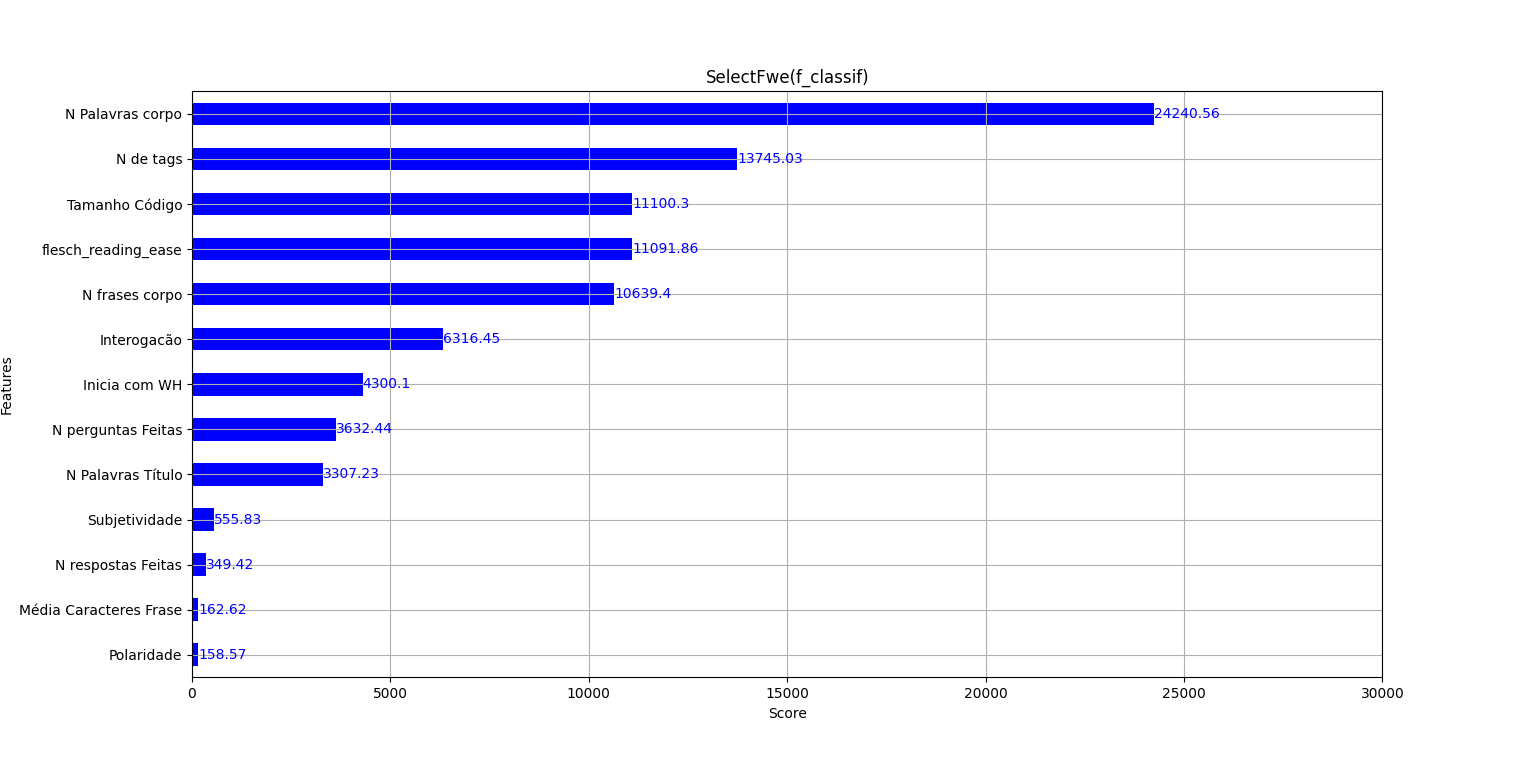 SelectFwe(f_classif)
N Palavras corpo 24240.56
N de tags 13745.03
Tamanho Código 11100.3
flesch_reading_ease 11091.86
N frases corpo 10639.4
Interogacão 6316.45
Inicia com WH 4300.1
N perguntas Feitas 3632.44
N Palavras Título 3307.23
Subjetividade 555.83
N respostas Feitas 349.42
Média Caracteres Frase 162.62
Polaridade 158.57
Features
0 5000 10000 15000 20000 25000 30000
Score